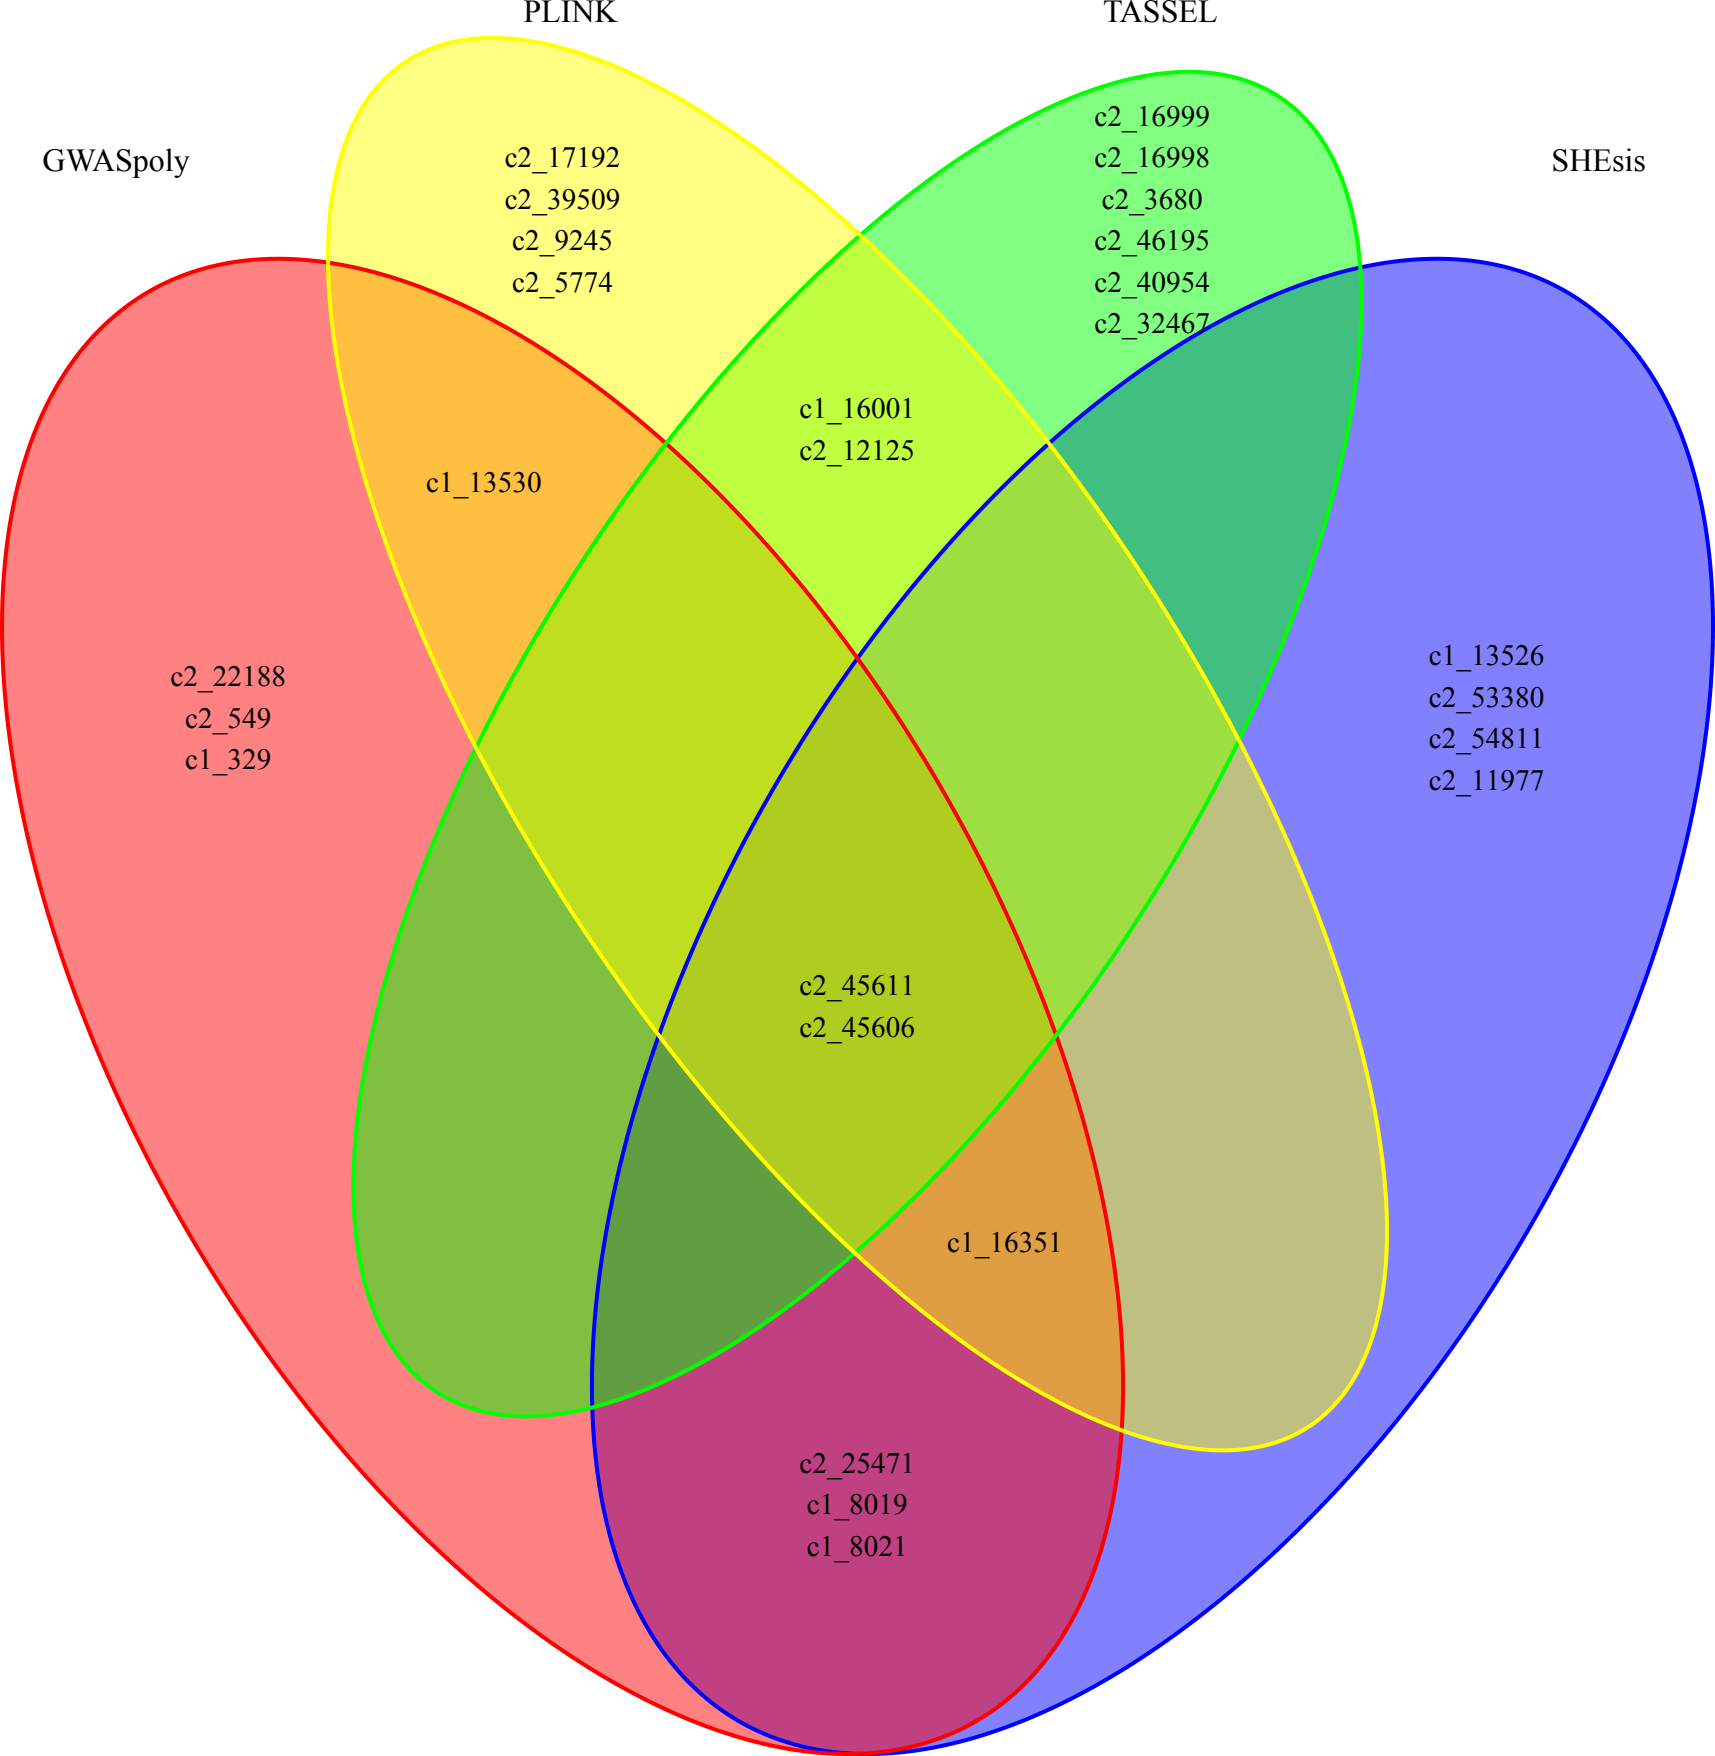 PLINK
TASSEL
GWASpoly
SHEsis
c2_17192
c2_39509
c2_9245
c2_5774
c2_16999
c2_16998
c2_3680
c2_46195
c2_40954
c2_32467
c1_16001
c2_12125
c1_13530
c2_22188
c2_549
c1_329
c1_13526
c2_53380
c2_54811
c2_11977
c2_45611
c2_45606
c1_16351
c2_25471
c1_8019
c1_8021